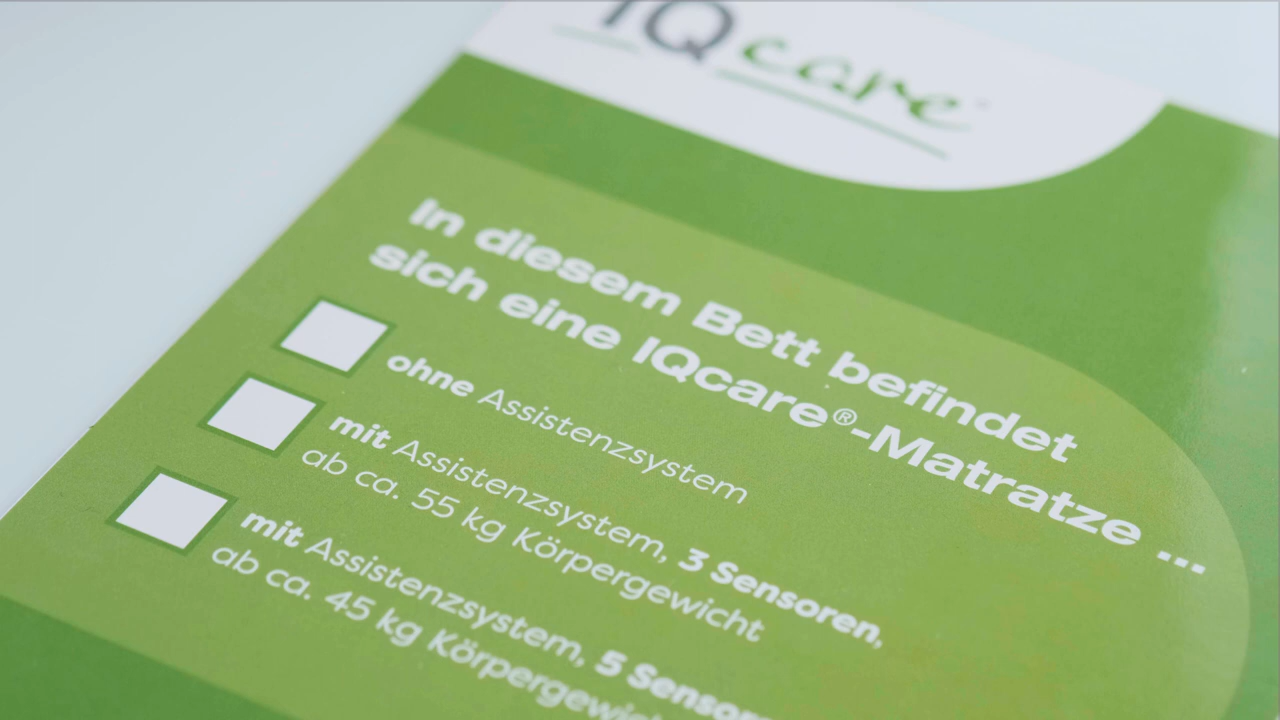 IQcare
In diesem Bett befindet
sich eine IQcare®-Matratze ...
ohne Assistenzsystem
mit Assistenzsystem, 3 Sensoren,
ab ca. 55 kg Körpergewicht
mit Assistenzsystem, 5
ab ca. 45 kg